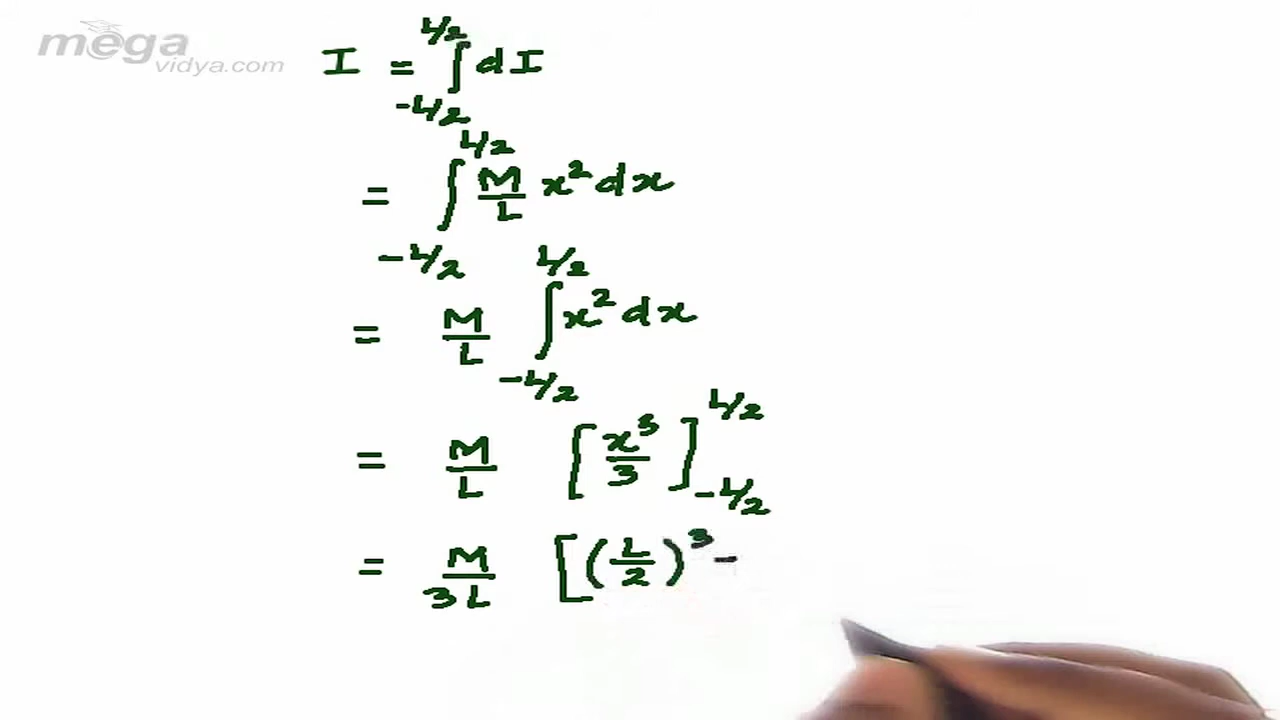 mega
vidya.com
I = ∫_{-L/2}^{L/2} dI
= ∫_{-L/2}^{L/2} M/L x² dx
= M/L ∫_{-L/2}^{L/2} x² dx
= M/L [x³/3]_{-L/2}^{L/2}
= M/3L [(L/2)³ -